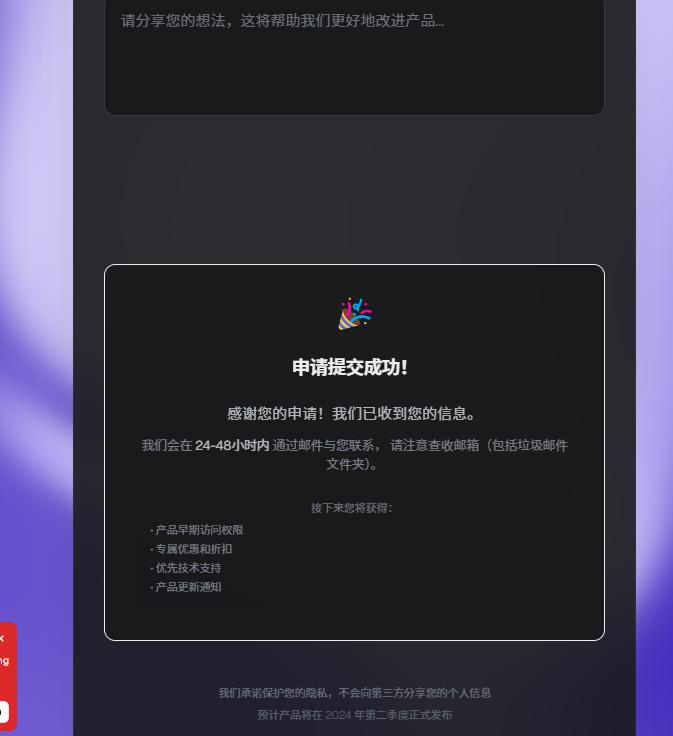 请分享您的想法，这将帮助我们更好地改进产品...
申请提交成功！
感谢您的申请！我们已收到您的信息。
我们会在 24-48小时内 通过邮件与您联系， 请注意查收邮箱（包括垃圾邮件
文件夹）。
接下来您将获得：
• 产品早期访问权限
• 专属优惠和折扣
• 优先技术支持
• 产品更新通知
ng
我们承诺保护您的隐私，不会向第三方分享您的个人信息
预计产品将在 2024 年第二季度正式发布